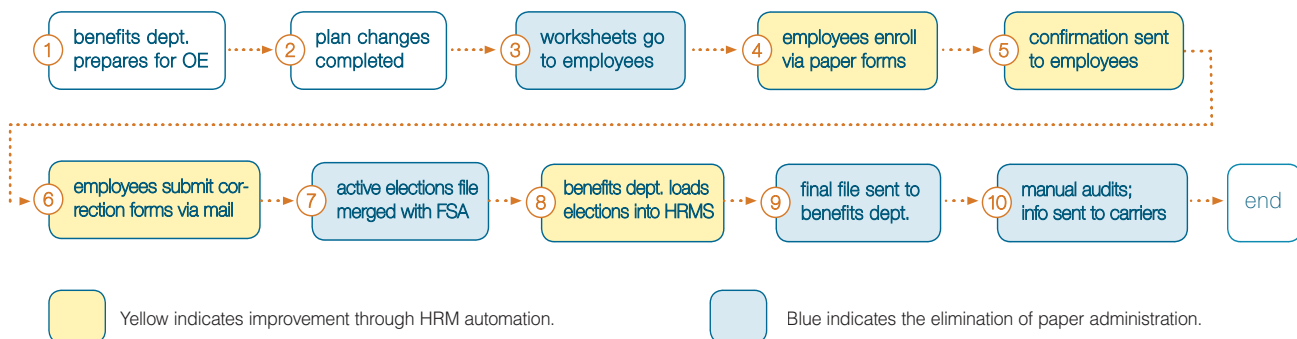 1 benefits dept.
prepares for OE
2 plan changes
completed
3 worksheets go
to employees
4 employees enroll
via paper forms
5 confirmation sent
to employees
6 employees submit cor-
rection forms via mail
7 active elections file
merged with FSA
8 benefits dept. loads
elections into HRMS
9 final file sent to
benefits dept.
10 manual audits;
info sent to carriers
end
Yellow indicates improvement through HRM automation.
Blue indicates the elimination of paper administration.